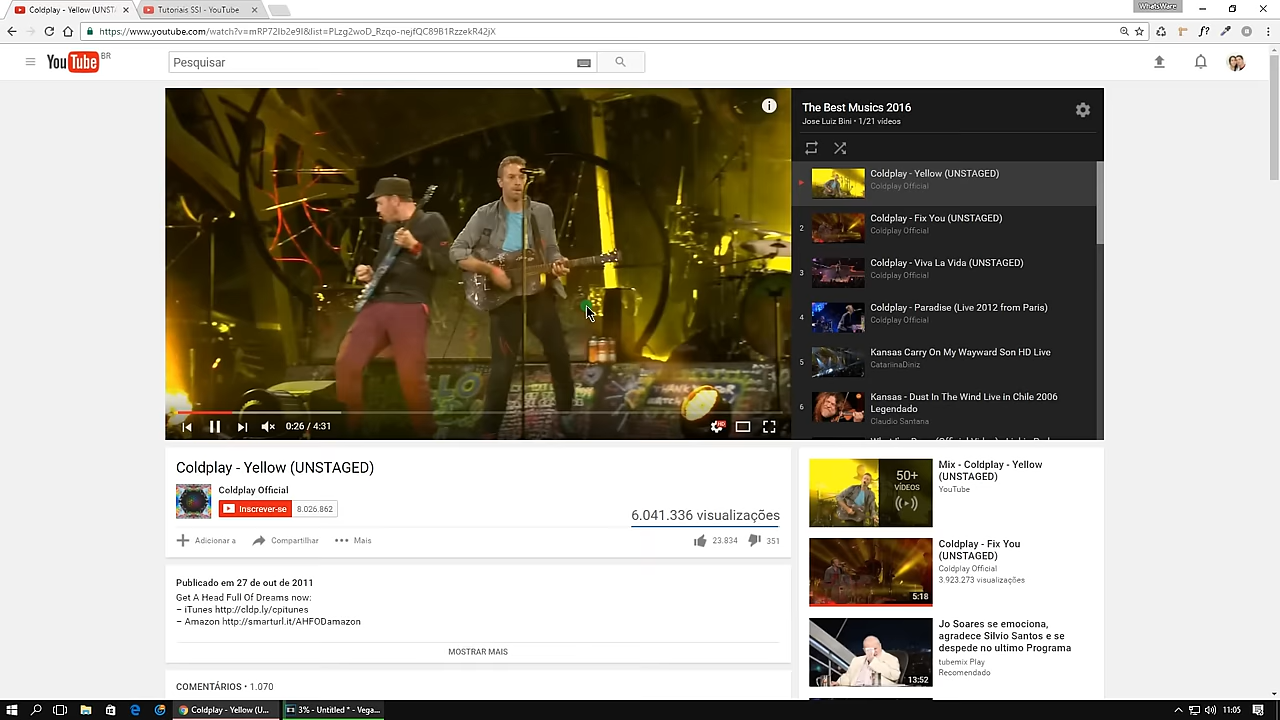 Coldplay - Yellow (UNST
Tutoriais SSI - YouTube
WhatsWare
https://www.youtube.com/watch?v=mRP72Ib2e9I&list=PLzg2woD_Rzqo-nejfQC89B1RzzekR42jX
YouTube BR
Pesquisar
The Best Musics 2016
Jose Luiz Bini • 1/21 vídeos
Coldplay - Yellow (UNSTAGED)
Coldplay Official
2
Coldplay - Fix You (UNSTAGED)
Coldplay Official
3
Coldplay - Viva La Vida (UNSTAGED)
Coldplay Official
4
Coldplay - Paradise (Live 2012 from Paris)
Coldplay Official
5
Kansas Carry On My Wayward Son HD Live
CatariinaDiniz
6
Kansas - Dust In The Wind Live in Chile 2006
Legendado
Claudio Santana
0:26 / 4:31
HD
Coldplay - Yellow (UNSTAGED)
Coldplay Official
Inscrever-se 8.026.862
6.041.336 visualizações
Adicionar a Compartilhar Mais
23.834 351
Publicado em 27 de out de 2011
Get A Head Full Of Dreams now:
– iTunes http://cldp.ly/cpitunes
– Amazon http://smarturl.it/AHFODamazon
MOSTRAR MAIS
COMENTÁRIOS • 1.070
50+
VÍDEOS
Mix - Coldplay - Yellow
(UNSTAGED)
YouTube
Coldplay - Fix You
(UNSTAGED)
Coldplay Official
3.923.273 visualizações
5:18
Jo Soares se emociona,
agradece Silvio Santos e se
despede no ultimo Programa
tubemix Play
Recomendado
13:52
Coldplay - Yellow (U...
3% - Untitled * - Vega...
11:05